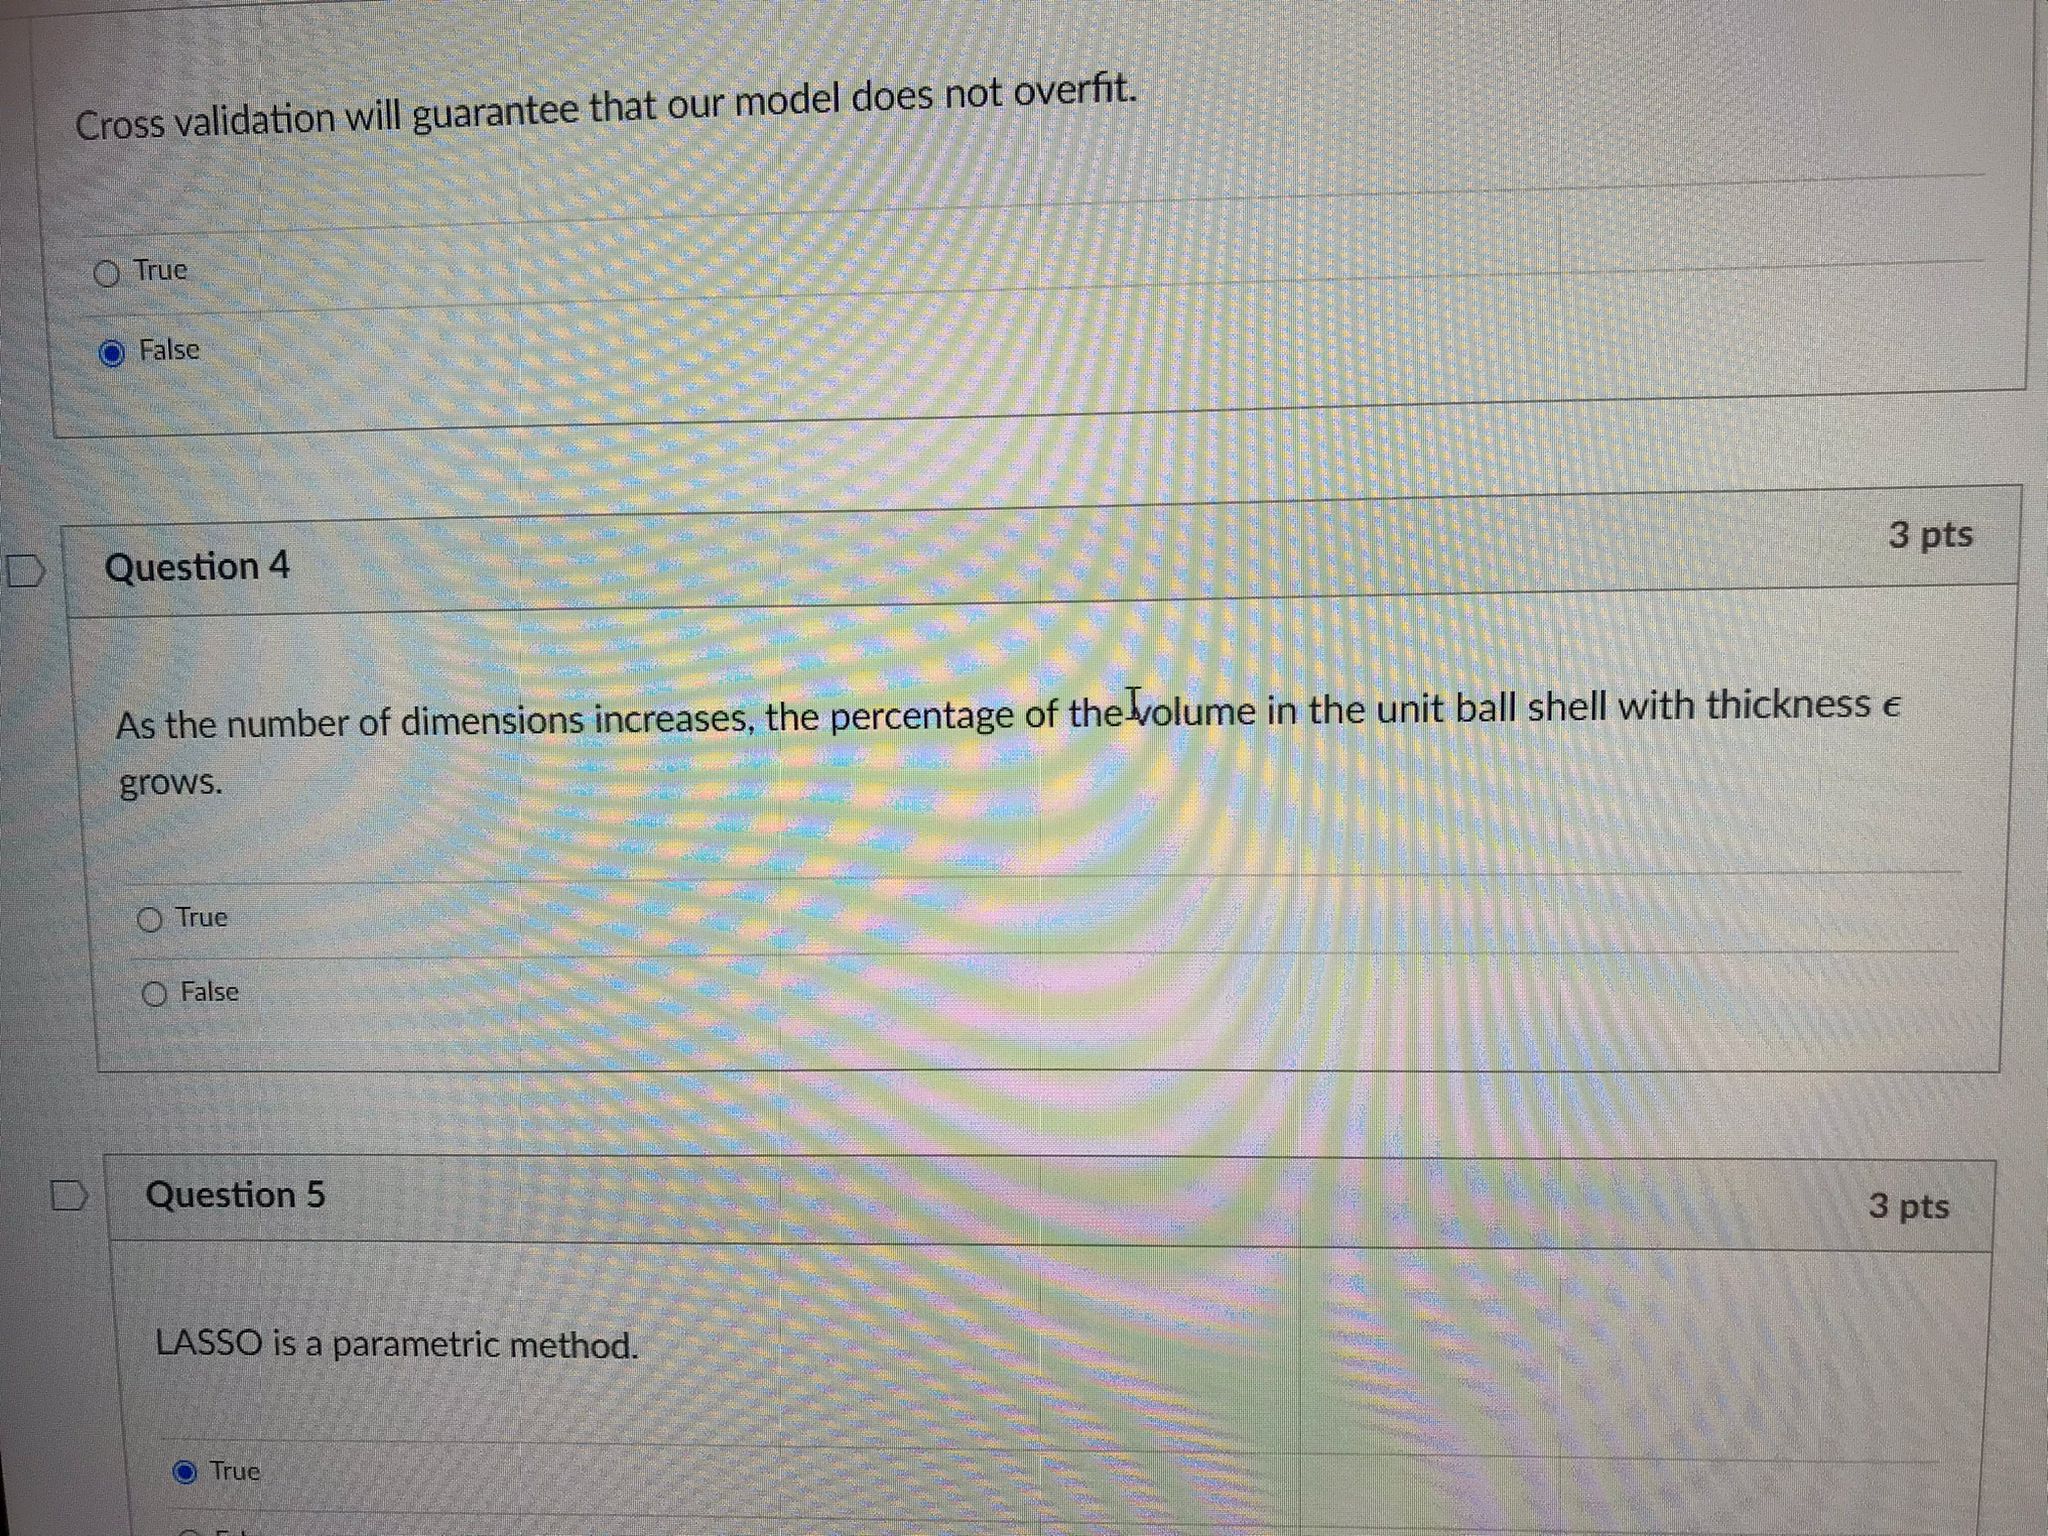 Cross validation will guarantee that our model does not overfit.
True
False
Question 4
3 pts
As the number of dimensions increases, the percentage of the volume in the unit ball shell with thickness ϵ
grows.
True
False
Question 5
3 pts
LASSO is a parametric method.
True